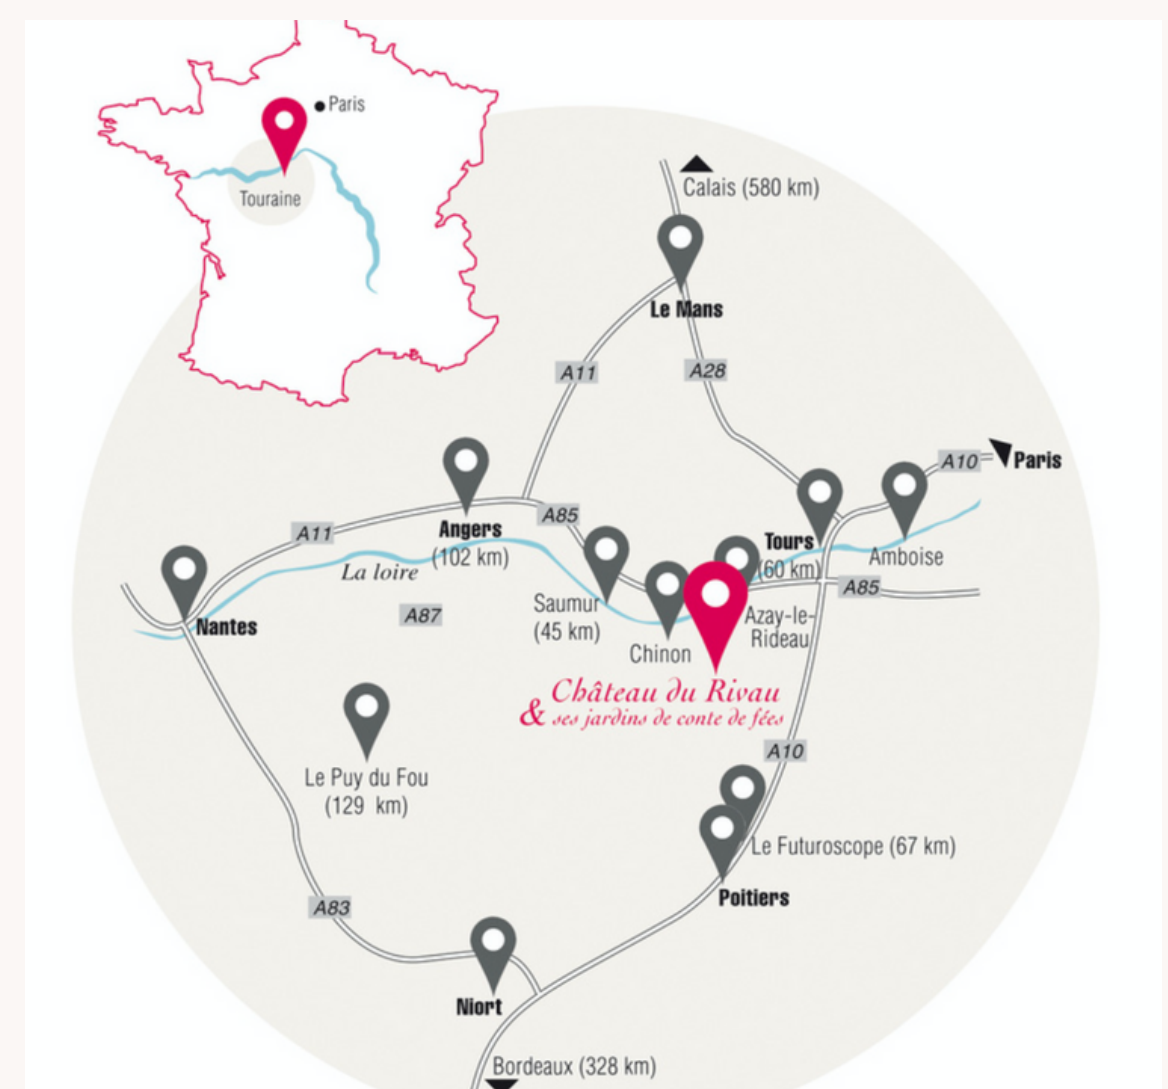 Paris
Touraine
Calais (580 km)
Le Mans
A11
A28
A10
Paris
Angers
(102 km)
A85
A11
La loire
Tours
(60 km)
Amboise
A85
Nantes
A87
Saumur
(45 km)
Chinon
Azay-le-
Rideau
Château du Rivau
& ses jardins de conte de fées
A10
Le Puy du Fou
(129 km)
Le Futuroscope (67 km)
Poitiers
A83
Niort
Bordeaux (328 km)